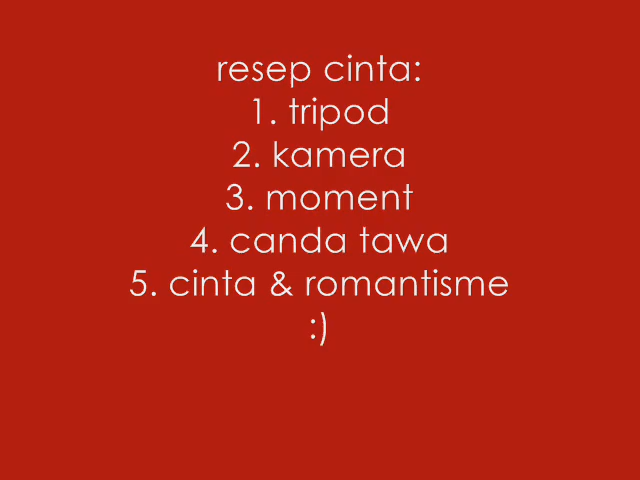 resep cinta:
1. tripod
2. kamera
3. moment
4. canda tawa
5. cinta & romantisme
:)